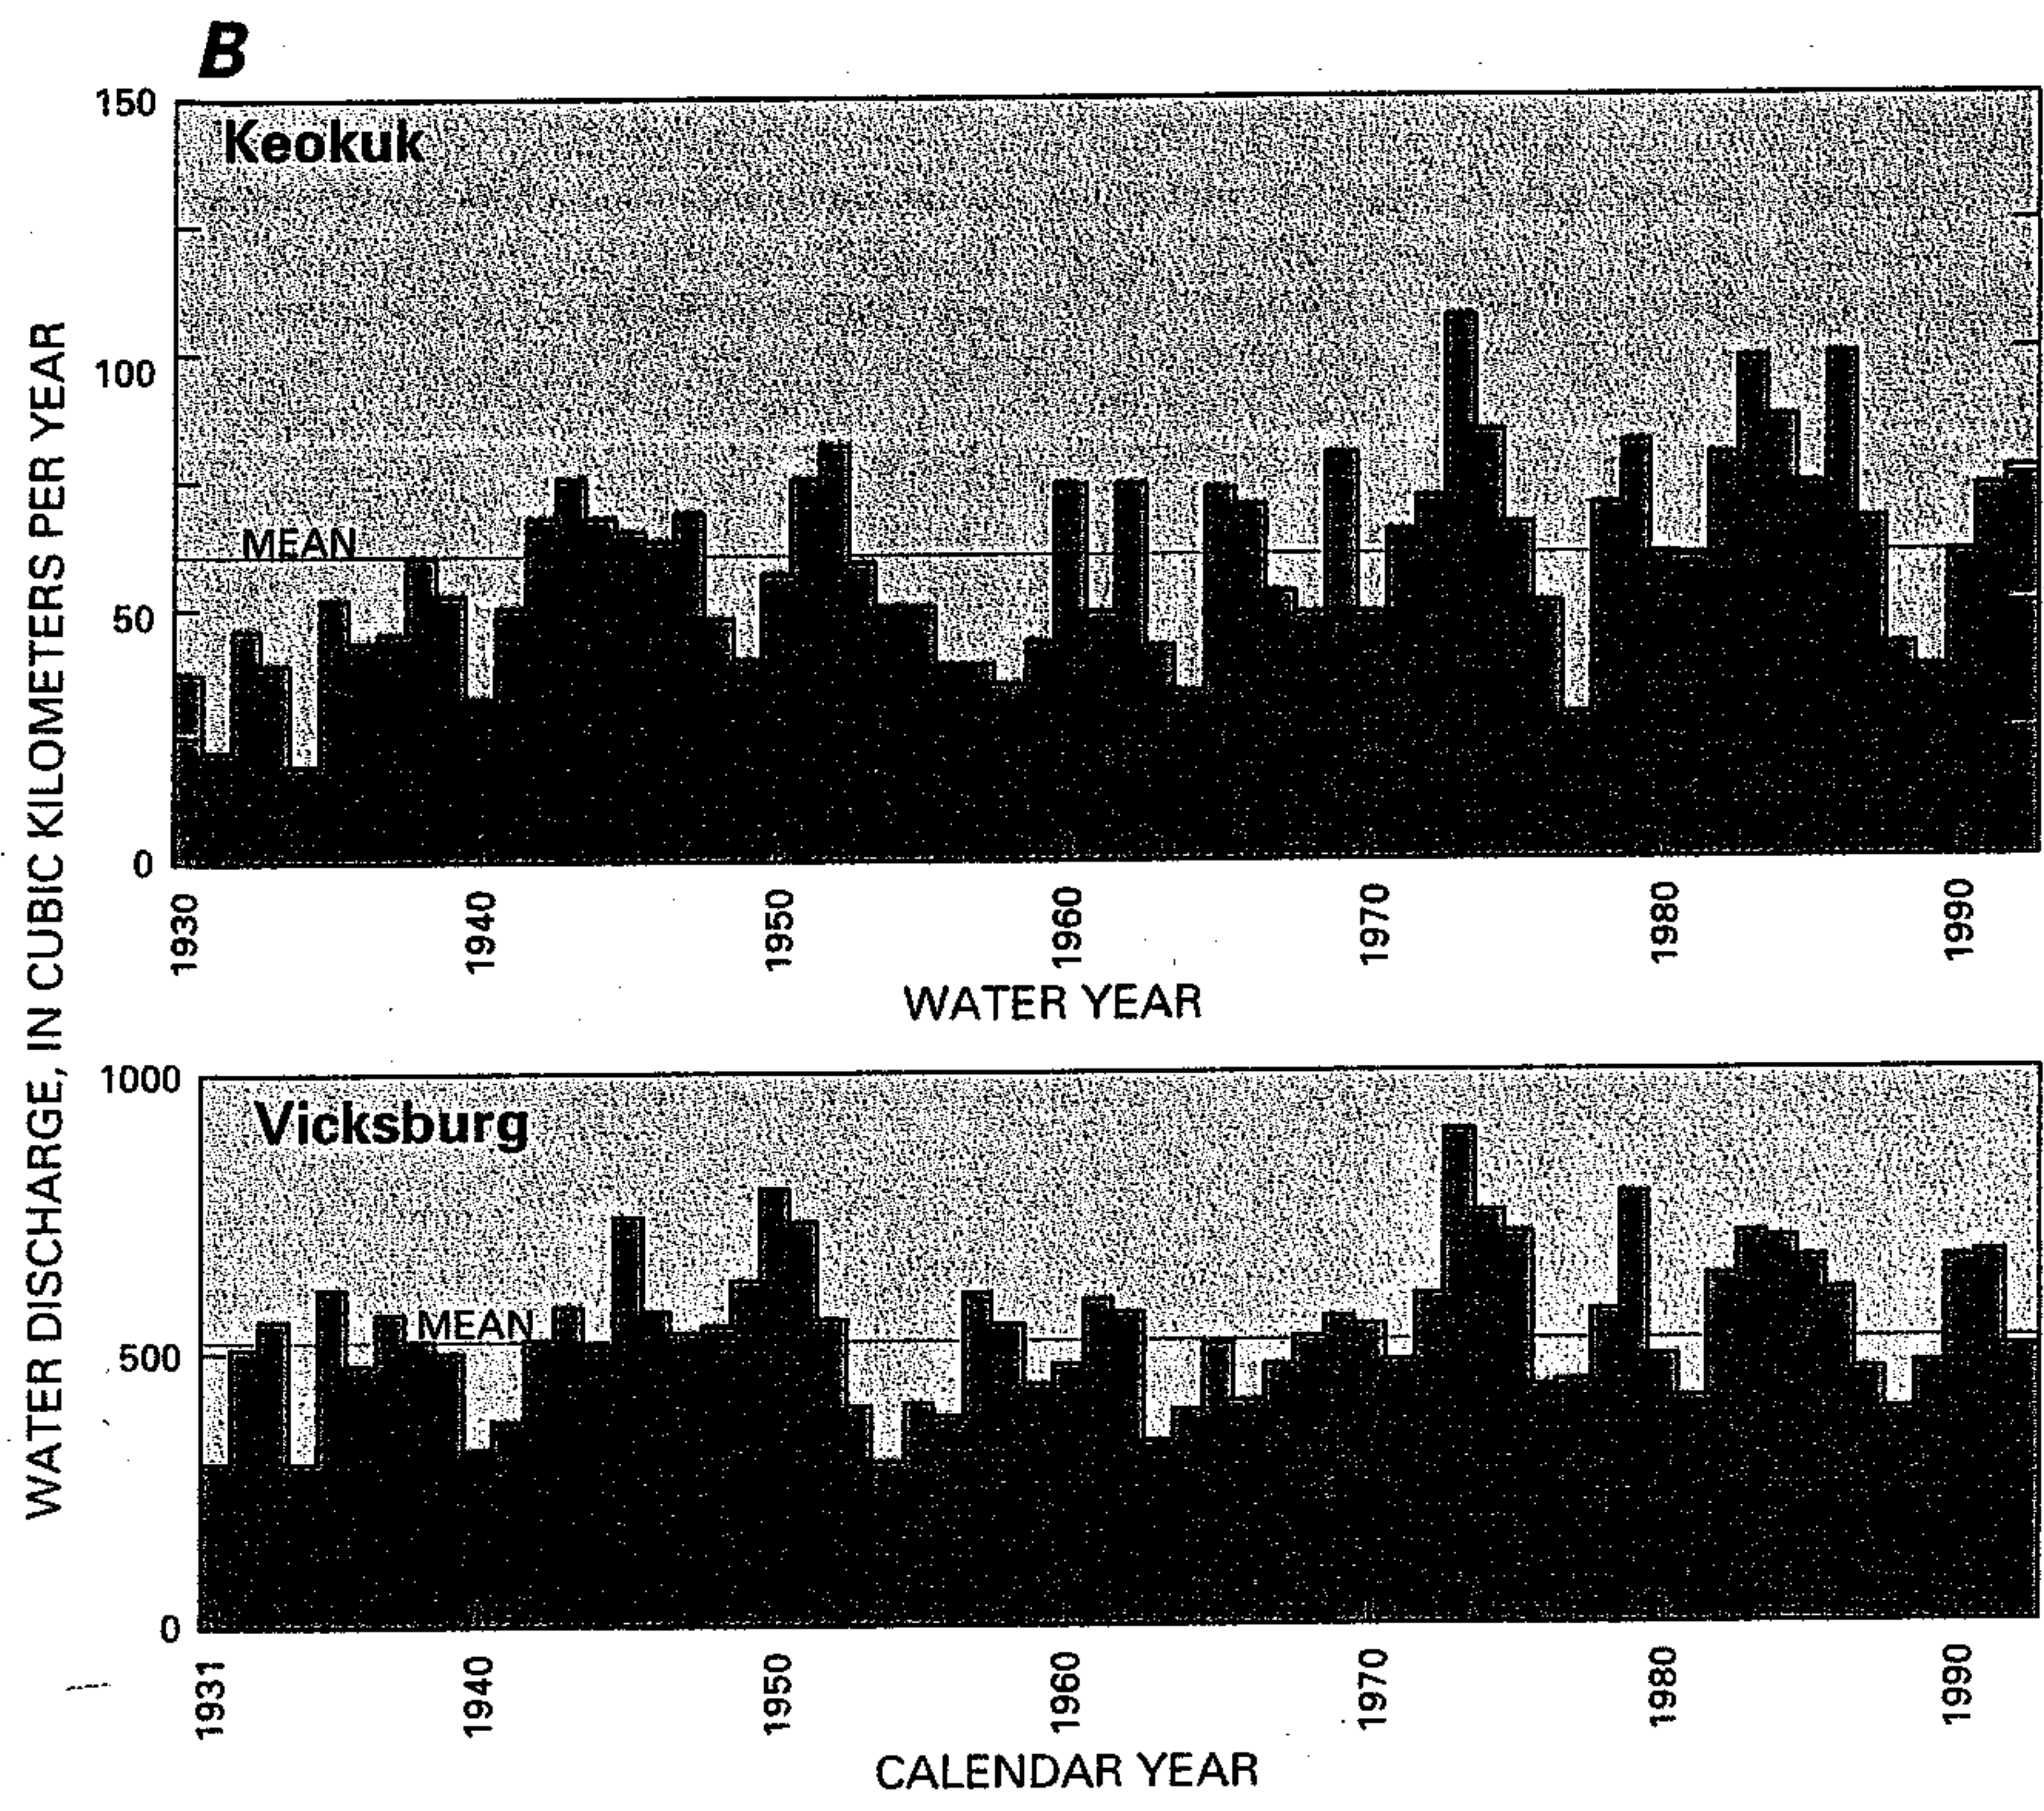 B
WATER DISCHARGE, IN CUBIC KILOMETERS PER YEAR
150
Keokuk
100
MEAN
50
0
1930 1940 1950 1960 1970 1980 1990
WATER YEAR
1000
Vicksburg
MEAN
500
0
1931 1940 1950 1960 1970 1980 1990
CALENDAR YEAR